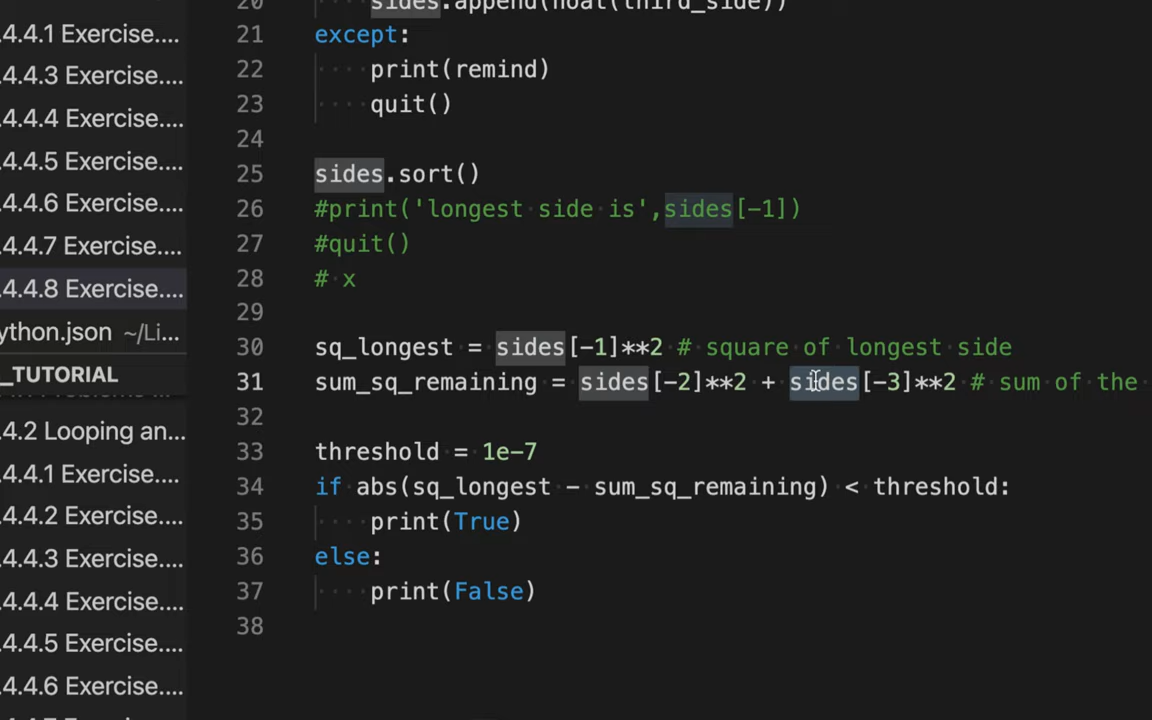 .4.4.1 Exercise....
.4.4.3 Exercise....
.4.4.4 Exercise....
.4.4.5 Exercise....
.4.4.6 Exercise....
.4.4.7 Exercise....
.4.4.8 Exercise....
ython.json ~/Li...
_TUTORIAL
.4.2 Looping an...
.4.4.1 Exercise....
.4.4.2 Exercise....
.4.4.3 Exercise....
.4.4.4 Exercise....
.4.4.5 Exercise....
.4.4.6 Exercise....
20 sides.append(float(third_side))
21 except:
22 print(remind)
23 quit()
24
25 sides.sort()
26 #print('longest side is',sides[-1])
27 #quit()
28 # x
29
30 sq_longest = sides[-1]**2 # square of longest side
31 sum_sq_remaining = sides[-2]**2 + sides[-3]**2 # sum of the
32
33 threshold = 1e-7
34 if abs(sq_longest - sum_sq_remaining) < threshold:
35 print(True)
36 else:
37 print(False)
38